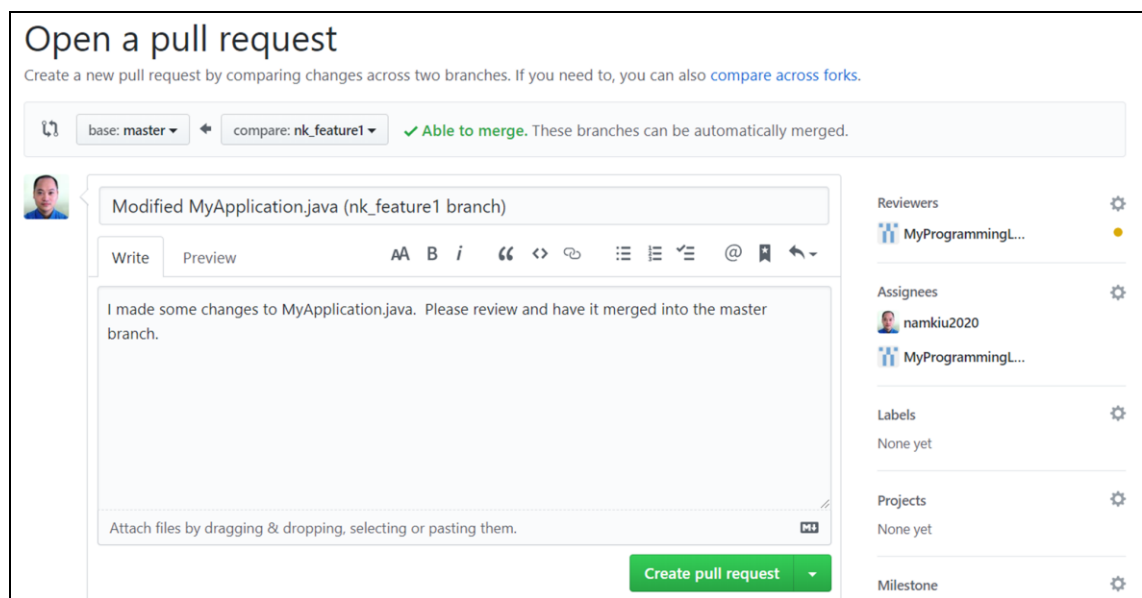 Open a pull request
Create a new pull request by comparing changes across two branches. If you need to, you can also compare across forks.
base: master
compare: nk_feature1
✓ Able to merge. These branches can be automatically merged.
Modified MyApplication.java (nk_feature1 branch)
Write Preview AA B i “ <> @
I made some changes to MyApplication.java. Please review and have it merged into the master
branch.
Attach files by dragging & dropping, selecting or pasting them.
Create pull request
Reviewers
MyProgrammingL...
Assignees
namkiu2020
MyProgrammingL...
Labels
None yet
Projects
None yet
Milestone